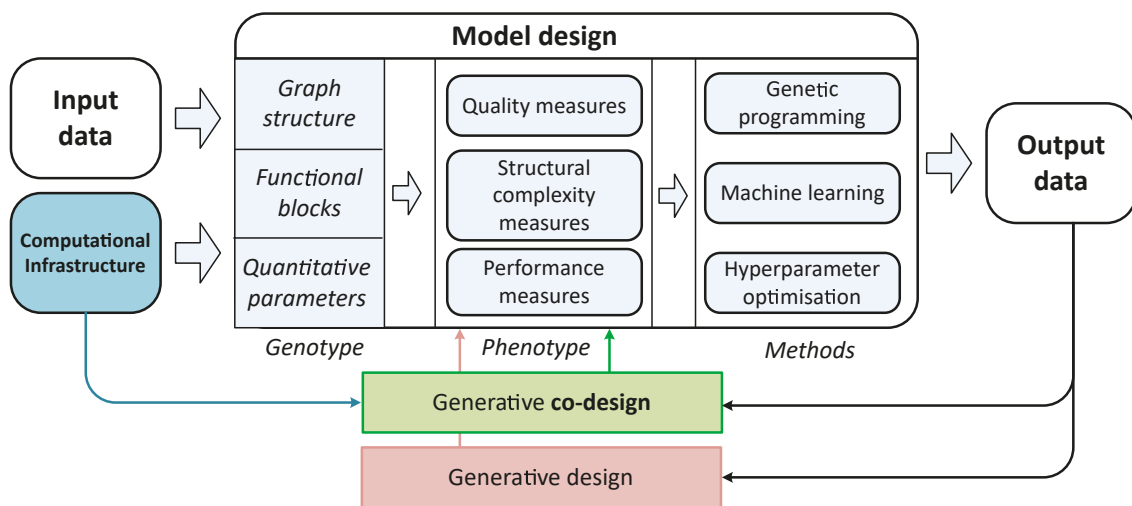 Model design
Input
data
Computational
Infrastructure
Graph
structure
Functional
blocks
Quantitative
parameters
Quality measures
Structural
complexity
measures
Performance
measures
Genetic
programming
Machine learning
Hyperparameter
optimisation
Output
data
Genotype
Phenotype
Methods
Generative co-design
Generative design